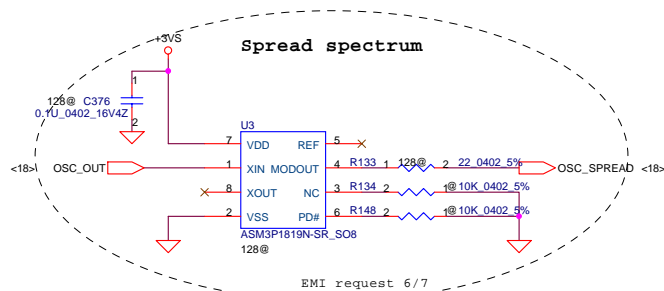 +3VS
Spread spectrum
1
128@ C376
0.1U_0402_16V4Z
2
U3
7 VDD REF 5
<18> OSC_OUT 1 XIN MODOUT 4 R133 1 128@ 2 22_0402_5% OSC_SPREAD <18>
8 XOUT NC 3 R134 2 1 @ 10K_0402_5%
2 VSS PD# 6 R148 2 1 @ 10K_0402_5%
ASM3P1819N-SR_SO8
128@
EMI request 6/7